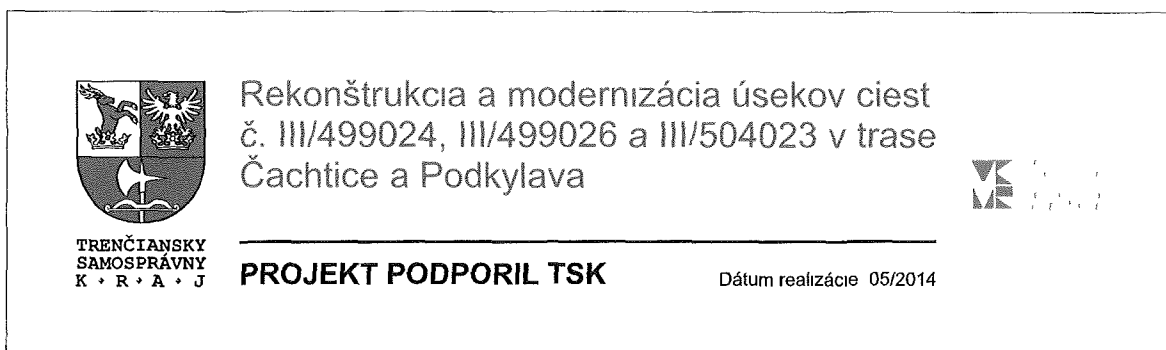 Rekonštrukcia a modernizácia úsekov ciest
č. III/499024, III/499026 a III/504023 v trase
Čachtice a Podkylava
TRENČIANSKY
SAMOSPRÁVNY
K • R • A • J
PROJEKT PODPORIL TSK
Dátum realizácie 05/2014